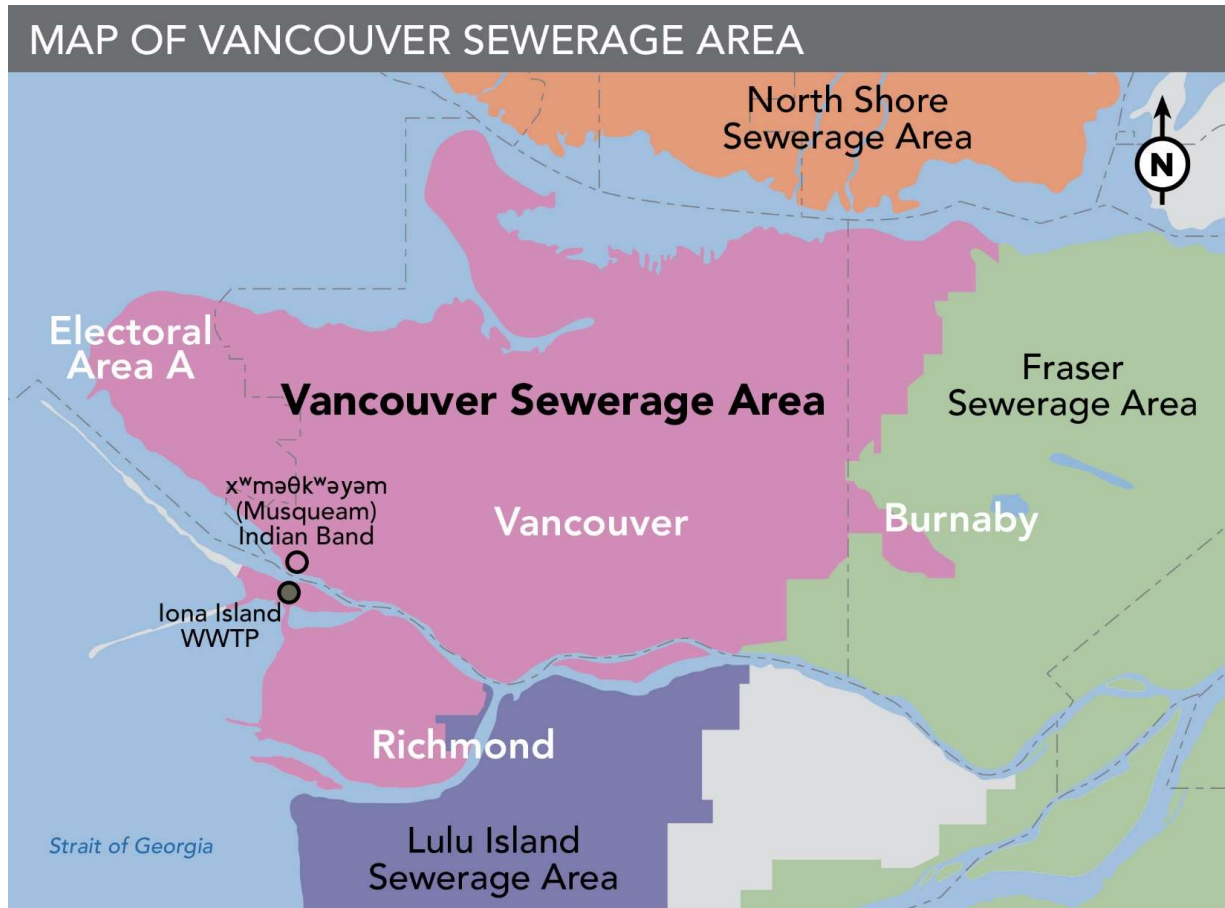 MAP OF VANCOUVER SEWERAGE AREA
North Shore
Sewerage Area
N
Electoral
Area A
Vancouver Sewerage Area
Fraser
Sewerage Area
xʷməθkʷəyəm
(Musqueam)
Indian Band
Vancouver
Burnaby
Iona Island
WWTP
Richmond
Strait of Georgia
Lulu Island
Sewerage Area